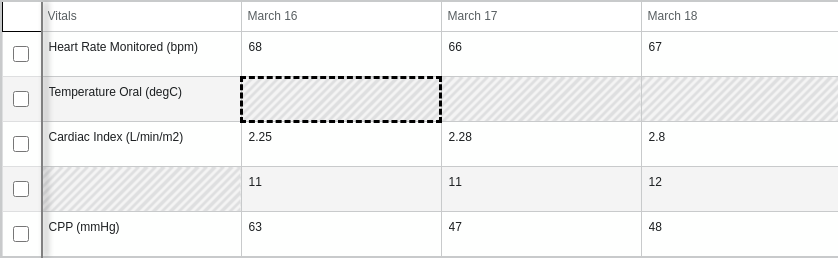 Vitals March 16 March 17 March 18
Heart Rate Monitored (bpm) 68 66 67
Temperature Oral (degC)
Cardiac Index (L/min/m2) 2.25 2.28 2.8
11 11 12
CPP (mmHg) 63 47 48